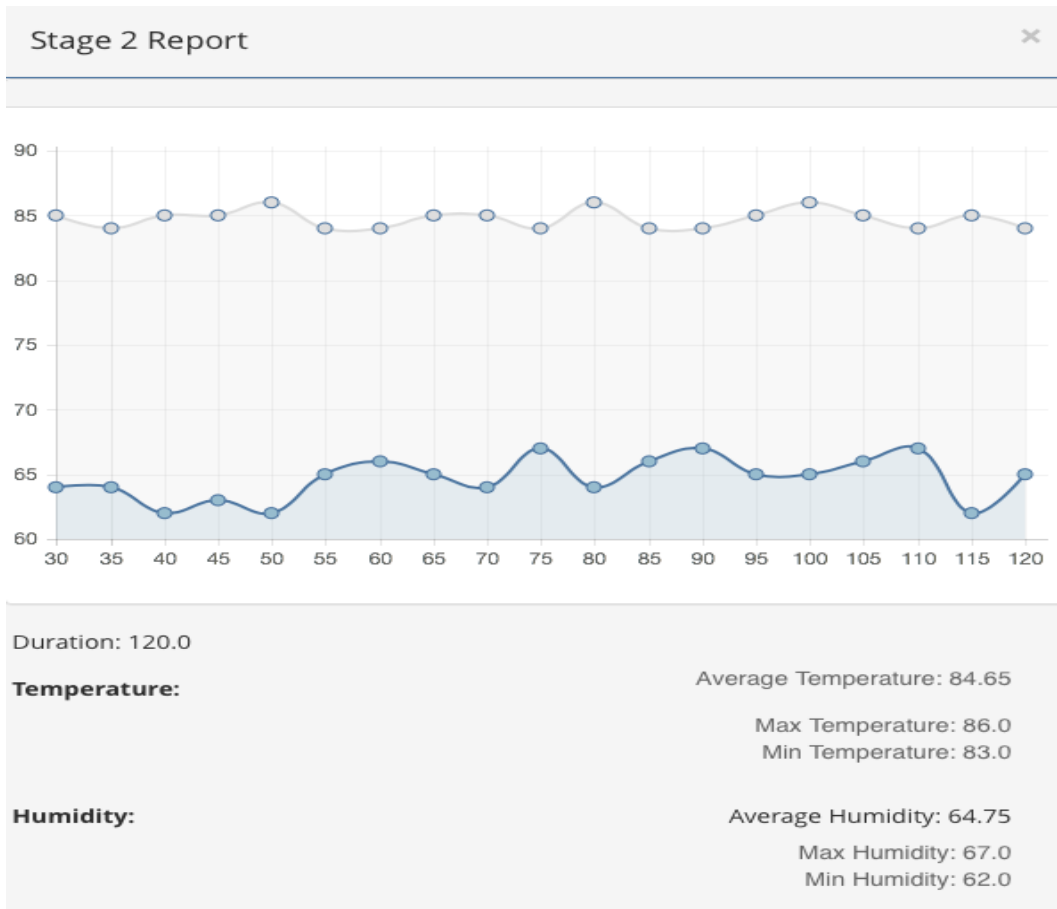 Stage 2 Report ×
90
85
80
75
70
65
60
30 35 40 45 50 55 60 65 70 75 80 85 90 95 100 105 110 115 120
Duration: 120.0
Temperature:
Average Temperature: 84.65
Max Temperature: 86.0
Min Temperature: 83.0
Humidity:
Average Humidity: 64.75
Max Humidity: 67.0
Min Humidity: 62.0